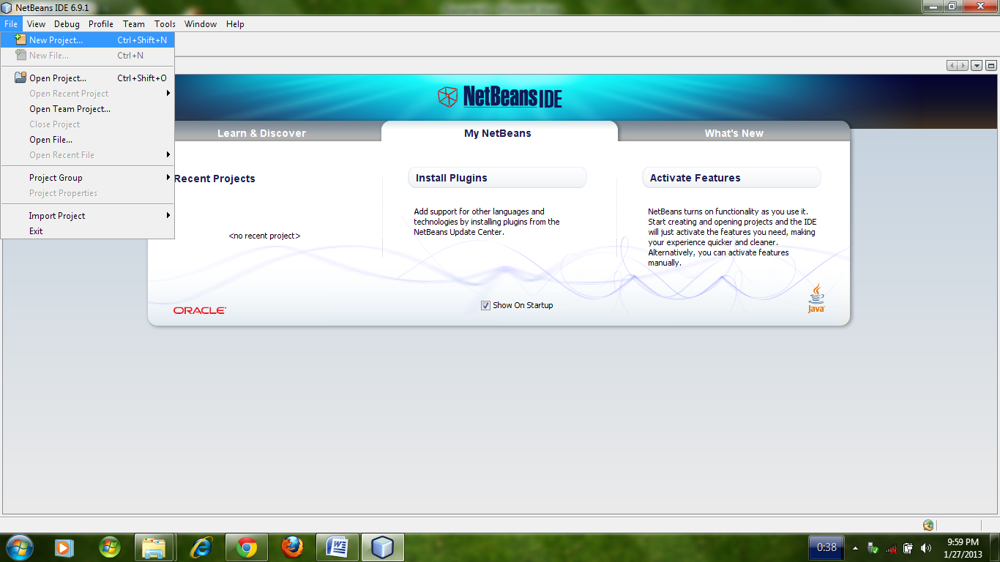 NetBeans IDE 6.9.1
File View Debug Profile Team Tools Window Help
New Project... Ctrl+Shift+N
New File... Ctrl+N
Open Project... Ctrl+Shift+O
Open Recent Project
Open Team Project...
Close Project
Open File...
Open Recent File
Project Group
Project Properties
Import Project
Exit
NetBeans IDE
Learn & Discover My NetBeans What's New
Recent Projects
<no recent project>
Install Plugins
Add support for other languages and
technologies by installing plugins from the
NetBeans Update Center.
Activate Features
NetBeans turns on functionality as you use it.
Start creating and opening projects and the IDE
will just activate the features you need, making
your experience quicker and cleaner.
Alternatively, you can activate features
manually.
Show On Startup
ORACLE
Java
0:38
9:59 PM
1/27/2013